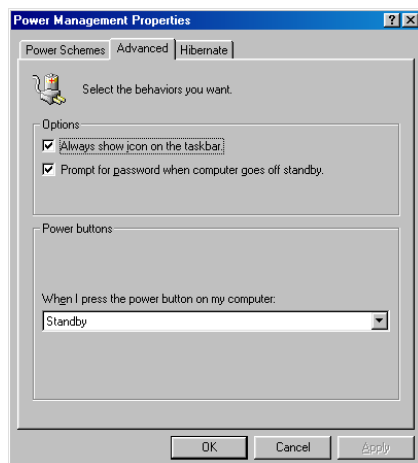 Power Management Properties
Power Schemes Advanced Hibernate
Select the behaviors you want.
Options
Always show icon on the taskbar.
Prompt for password when computer goes off standby.
Power buttons
When I press the power button on my computer:
Standby
OK Cancel Apply